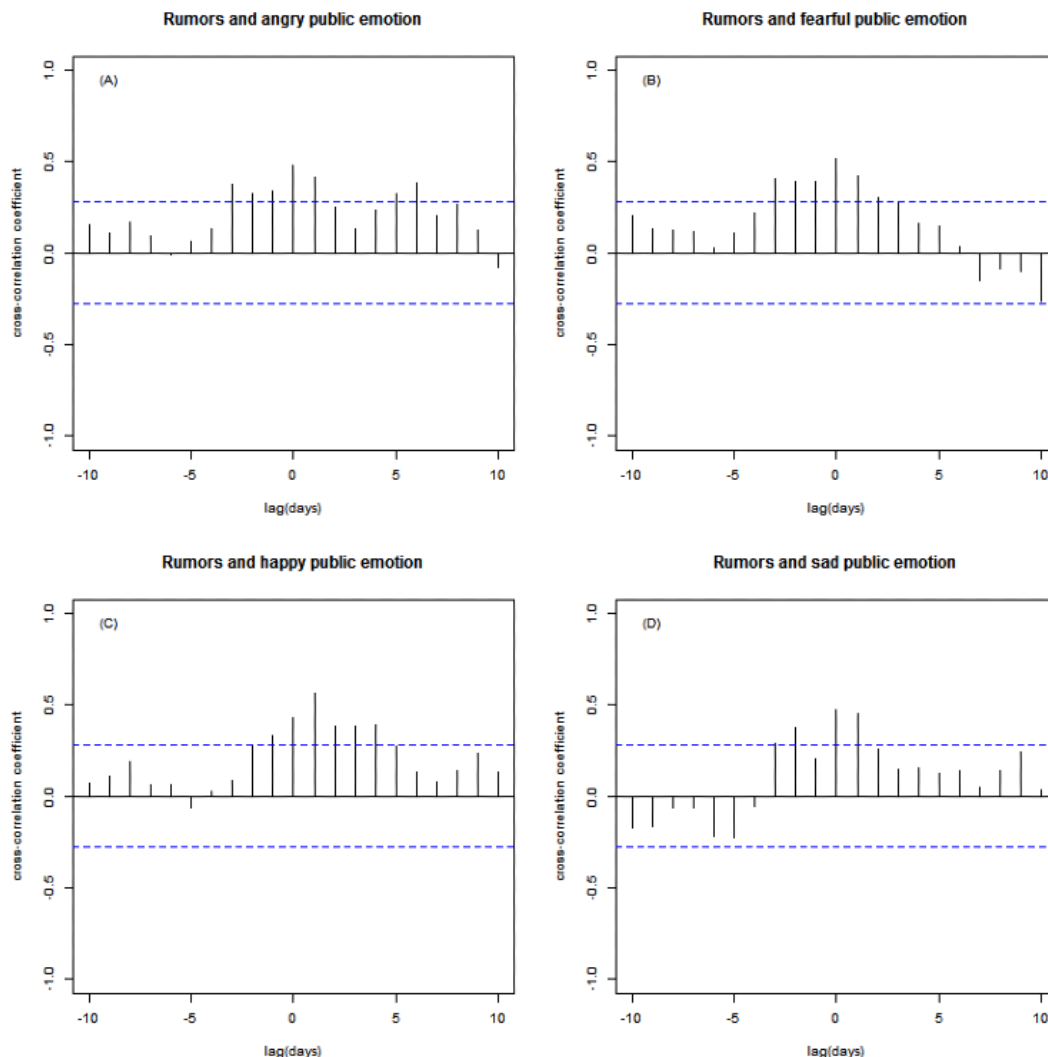 Rumors and angry public emotion
(A)
1.0
0.5
0.0
-0.5
-1.0
cross-correlation coefficient
-10
-5
0
5
10
lag(days)
Rumors and fearful public emotion
(B)
1.0
0.5
0.0
-0.5
-1.0
cross-correlation coefficient
-10
-5
0
5
10
lag(days)
Rumors and happy public emotion
(C)
1.0
0.5
0.0
-0.5
-1.0
cross-correlation coefficient
-10
-5
0
5
10
lag(days)
Rumors and sad public emotion
(D)
1.0
0.5
0.0
-0.5
-1.0
cross-correlation coefficient
-10
-5
0
5
10
lag(days)